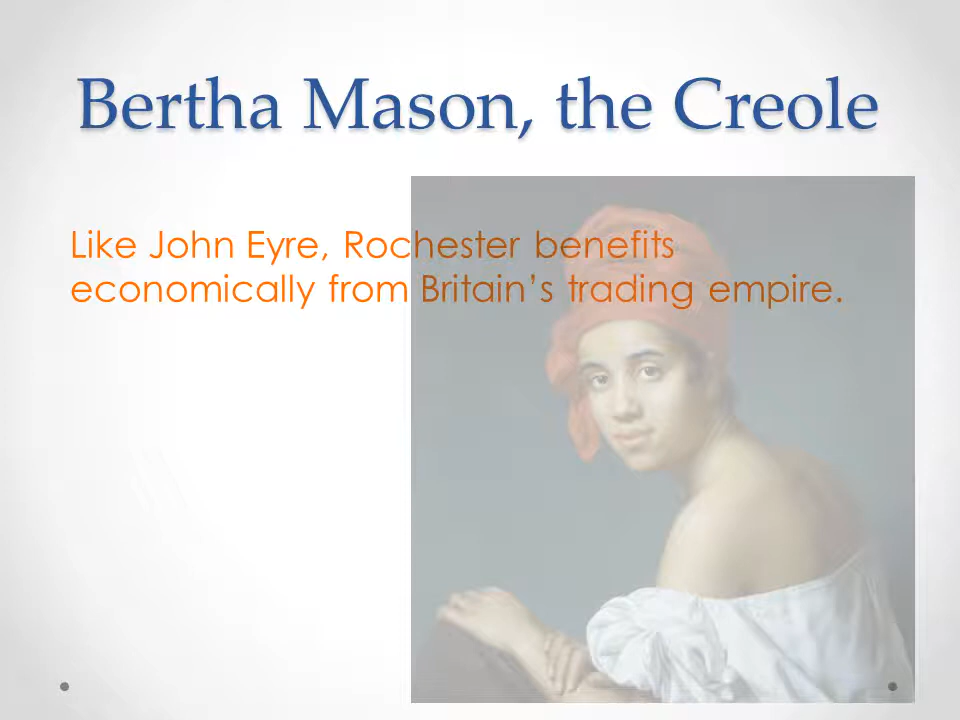 Bertha Mason, the Creole
Like John Eyre, Rochester benefits
economically from Britain’s trading empire.